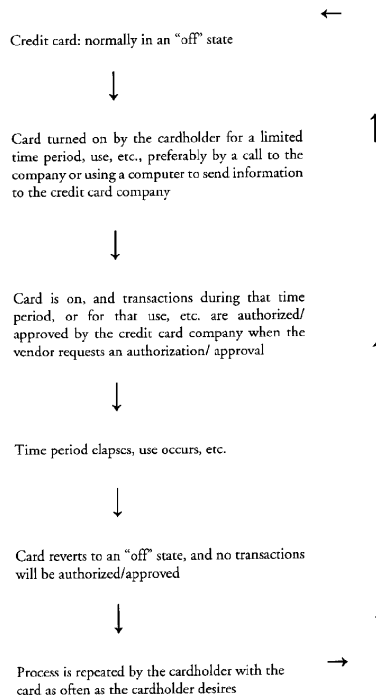 Credit card: normally in an “off” state
Card turned on by the cardholder for a limited
time period, use, etc., preferably by a call to the
company or using a computer to send information
to the credit card company
Card is on, and transactions during that time
period, or for that use, etc. are authorized/
approved by the credit card company when the
vendor requests an authorization/ approval
Time period elapses, use occurs, etc.
Card reverts to an “off” state, and no transactions
will be authorized/approved
Process is repeated by the cardholder with the
card as often as the cardholder desires